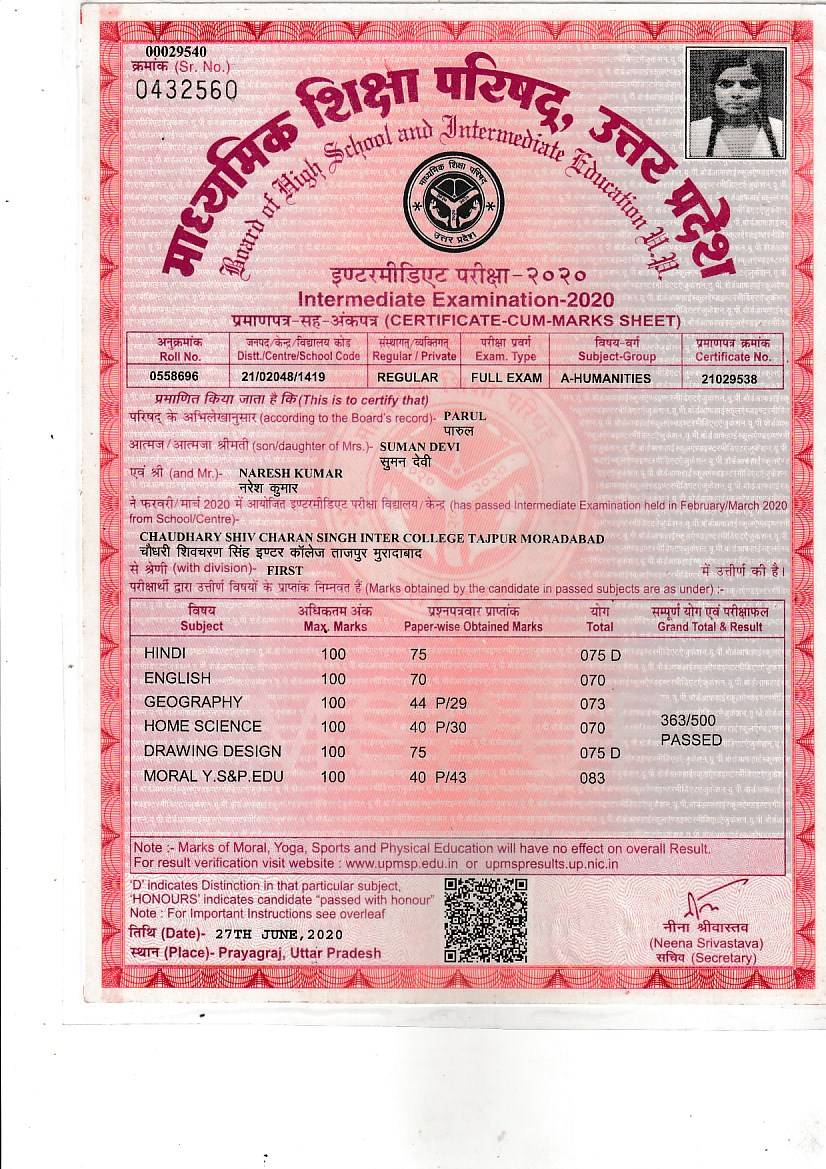 00029540
क्रमांक (Sr. No.)
0432560
माध्यमिक शिक्षा परिषद्, उत्तर प्रदेश
Board of High School and Intermediate Education U.P.
माध्यमिक शिक्षा परिषद
उत्तर प्रदेश
इण्टरमीडिएट परीक्षा-२०२०
Intermediate Examination-2020
प्रमाणपत्र-सह-अंकपत्र (CERTIFICATE-CUM-MARKS SHEET)
अनुक्रमांक जनपद/केन्द्र/विद्यालय कोड संस्थागत/व्यक्तिगत परीक्षा प्रवर्ग विषय-वर्ग प्रमाणपत्र क्रमांक
Roll No. Distt./Centre/School Code Regular / Private Exam. Type Subject-Group Certificate No.
0558696 21/02048/1419 REGULAR FULL EXAM A-HUMANITIES 21029538
प्रमाणित किया जाता है कि (This is to certify that)
परिषद् के अभिलेखानुसार (according to the Board's record)- PARUL
पारुल
आत्मज/आत्मजा श्रीमती (son/daughter of Mrs.)- SUMAN DEVI
सुमन देवी
एवं श्री (and Mr.)- NARESH KUMAR
नरेश कुमार
ने फरवरी/मार्च 2020 में आयोजित इण्टरमीडिएट परीक्षा विद्यालय/केन्द्र (has passed Intermediate Examination held in February/March 2020
from School/Centre)-
CHAUDHARY SHIV CHARAN SINGH INTER COLLEGE TAJPUR MORADABAD
चौधरी शिवचरण सिंह इण्टर कॉलेज ताजपुर मुरादाबाद
से श्रेणी (with division)- FIRST में उत्तीर्ण की है।
परीक्षार्थी द्वारा उत्तीर्ण विषयों के प्राप्तांक निम्नवत हैं (Marks obtained by the candidate in passed subjects are as under) :-
विषय अधिकतम अंक प्रश्नपत्रवार प्राप्तांक योग सम्पूर्ण योग एवं परीक्षाफल
Subject Max. Marks Paper-wise Obtained Marks Total Grand Total & Result
HINDI 100 75 075 D
ENGLISH 100 70 070
GEOGRAPHY 100 44 P/29 073
HOME SCIENCE 100 40 P/30 070 363/500
PASSED
DRAWING DESIGN 100 75 075 D
MORAL Y.S&P.EDU 100 40 P/43 083
Note :- Marks of Moral, Yoga, Sports and Physical Education will have no effect on overall Result.
For result verification visit website : www.upmsp.edu.in or upmspresults.up.nic.in
'D' indicates Distinction in that particular subject,
'HONOURS' indicates candidate "passed with honour"
Note : For Important Instructions see overleaf
तिथि (Date)- 27TH JUNE,2020
स्थान (Place)- Prayagraj, Uttar Pradesh
नीना श्रीवास्तव
(Neena Srivastava)
सचिव (Secretary)